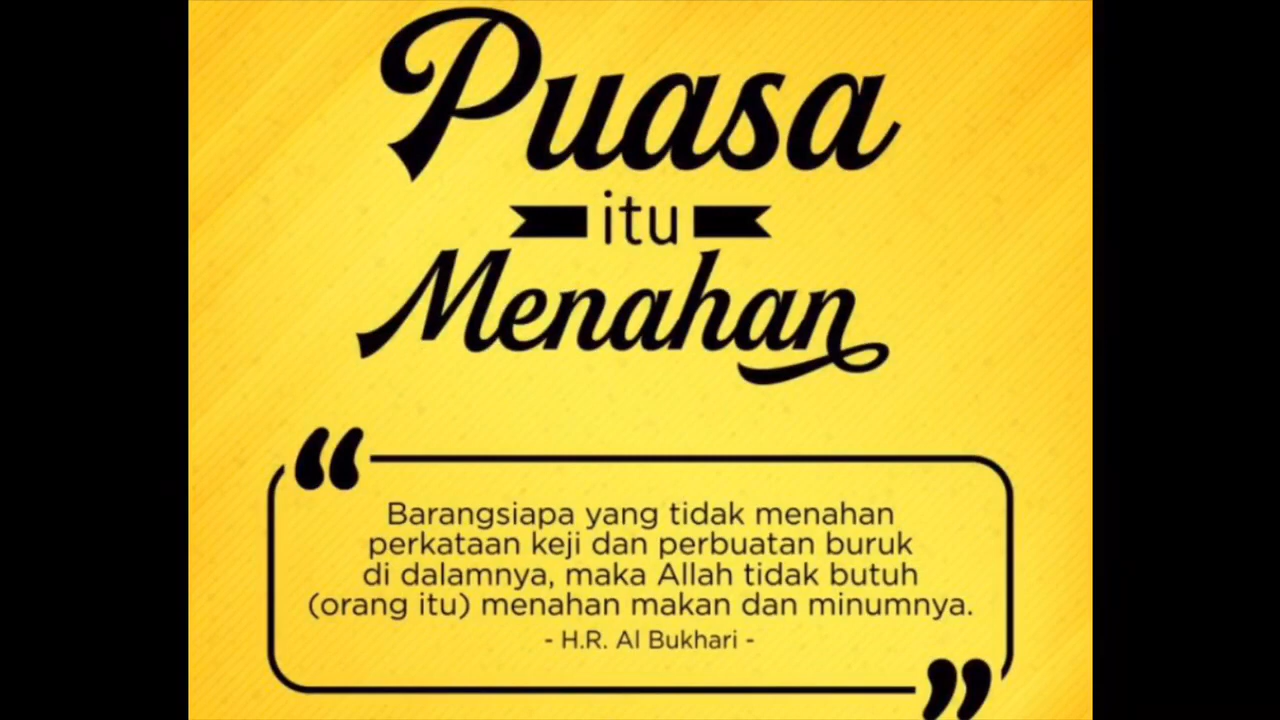 Puasa
itu
Menahan
“
Barangsiapa yang tidak menahan
perkataan keji dan perbuatan buruk
di dalamnya, maka Allah tidak butuh
(orang itu) menahan makan dan minumnya.
- H.R. Al Bukhari -
”